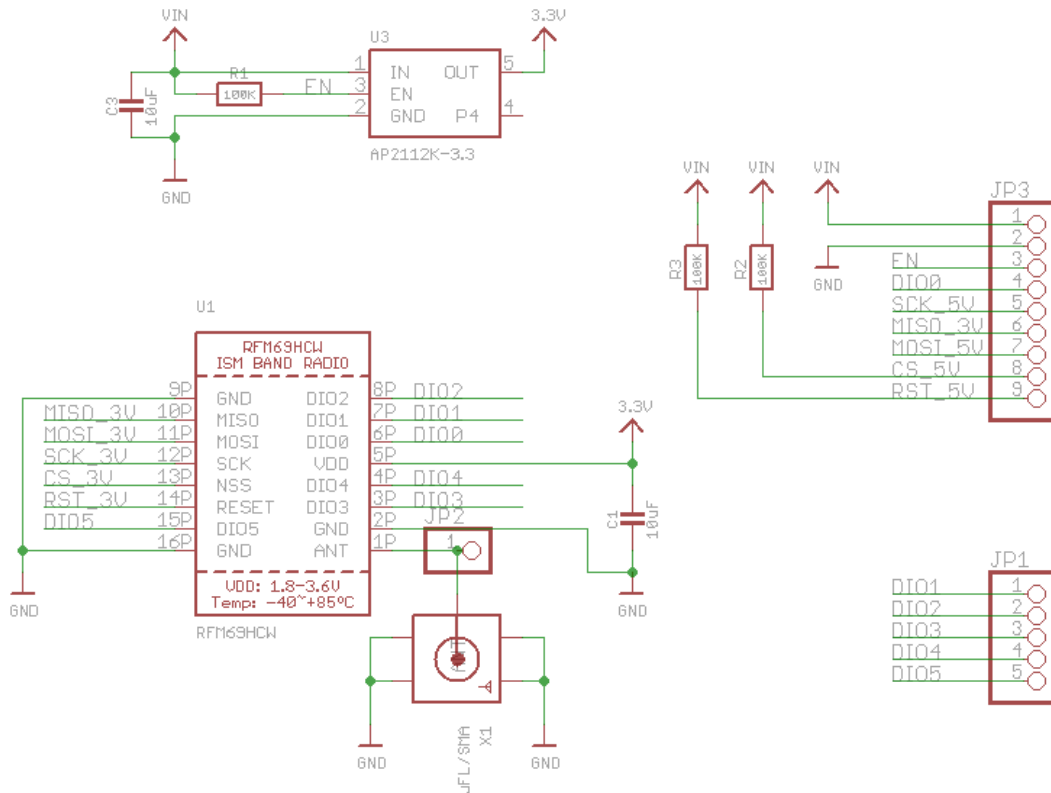 VIN
3.3V
U3
1 IN OUT 5
R1
100K
EN
3 EN
2 GND P4 4
C3
10uF
AP2112K-3.3
GND
VIN
VIN
VIN
JP3
R3
100K
R2
100K
GND
1
2
EN 3
DIO0 4
SCK_5V 5
MISO_3V 6
MOSI_5V 7
CS_5V 8
RST_5V 9
U1
RFM69HCW
ISM BAND RADIO
9P GND DIO2 8P DIO2
MISO_3V 10P MISO DIO1 7P DIO1
MOSI_3V 11P MOSI DIO0 6P DIO0
SCK_3V 12P SCK VDD 5P
CS_3V 13P NSS DIO4 4P DIO4
RST_3V 14P RESET DIO3 3P DIO3
DIO5 15P DIO5 GND 2P
16P GND ANT 1P
VDD: 1.8-3.6V
Temp: -40~+85ºC
RFM69HCW
GND
3.3V
C1
10uF
GND
JP2
1
ANT
GND
GND
uFL/SMA
X1
JP1
DIO1 1
DIO2 2
DIO3 3
DIO4 4
DIO5 5